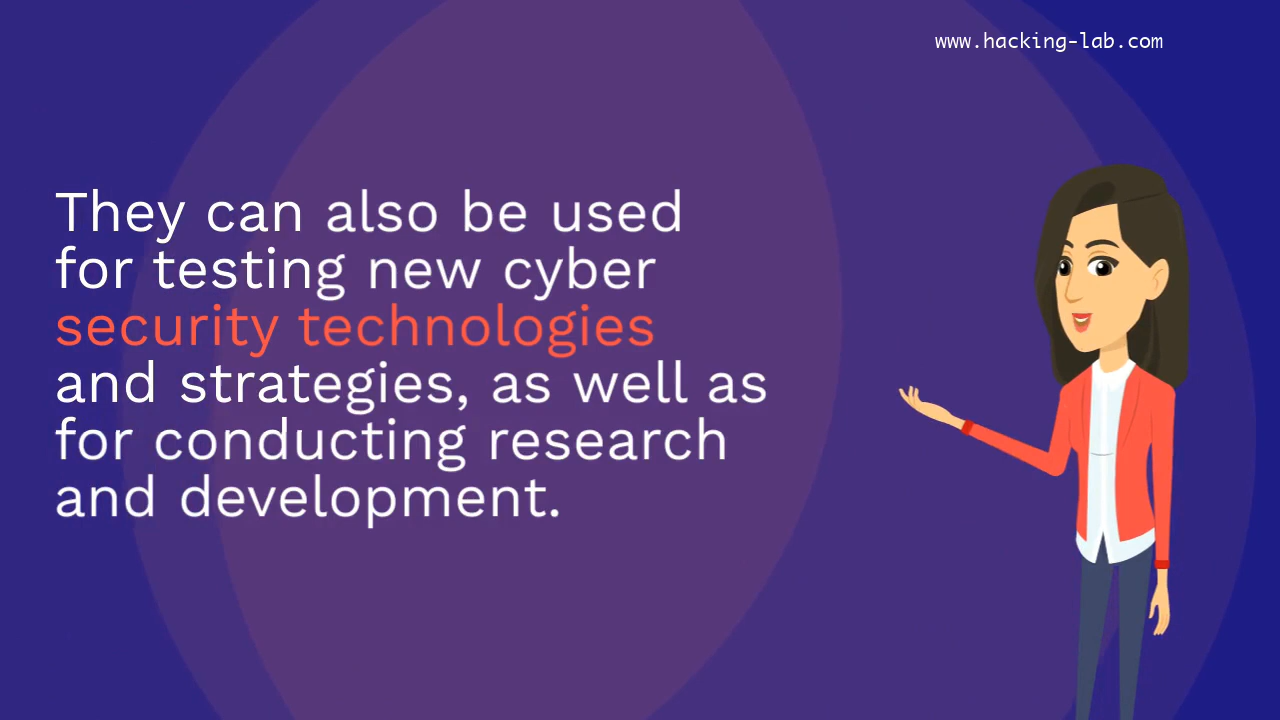 www.hacking-lab.com
They can also be used
for testing new cyber
security technologies
and strategies, as well as
for conducting research
and development.